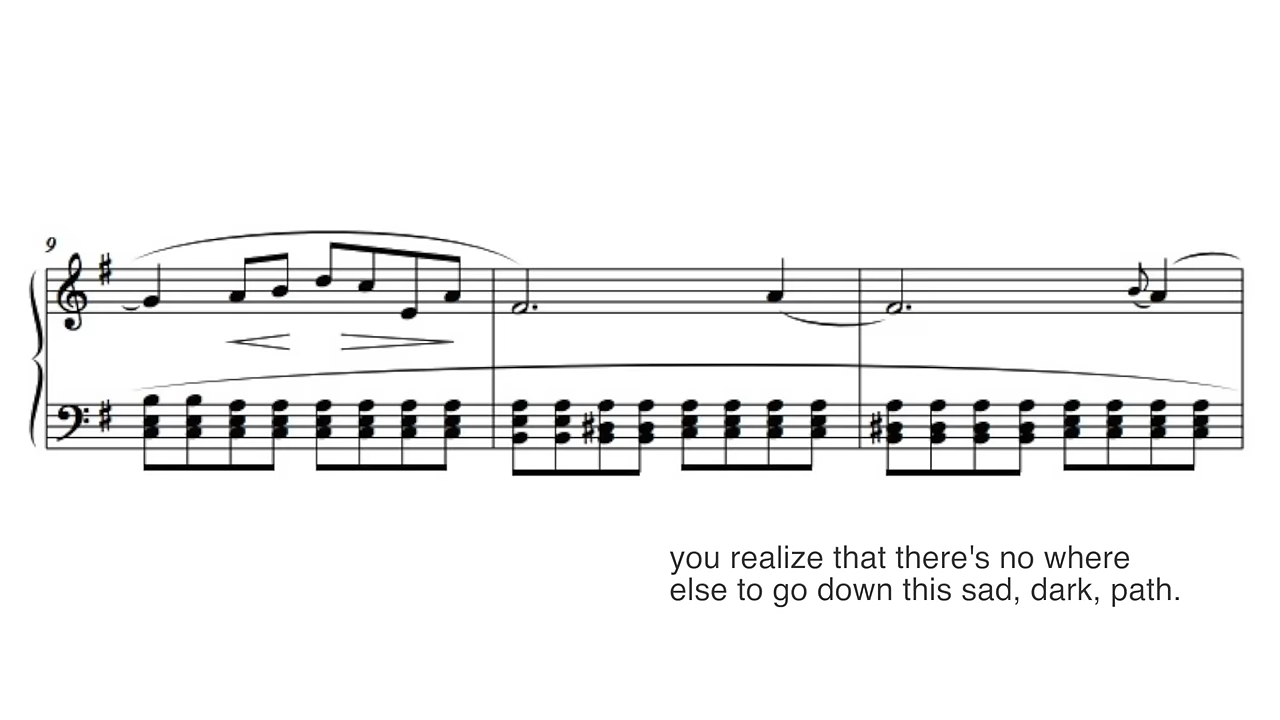 9
you realize that there's no where
else to go down this sad, dark, path.